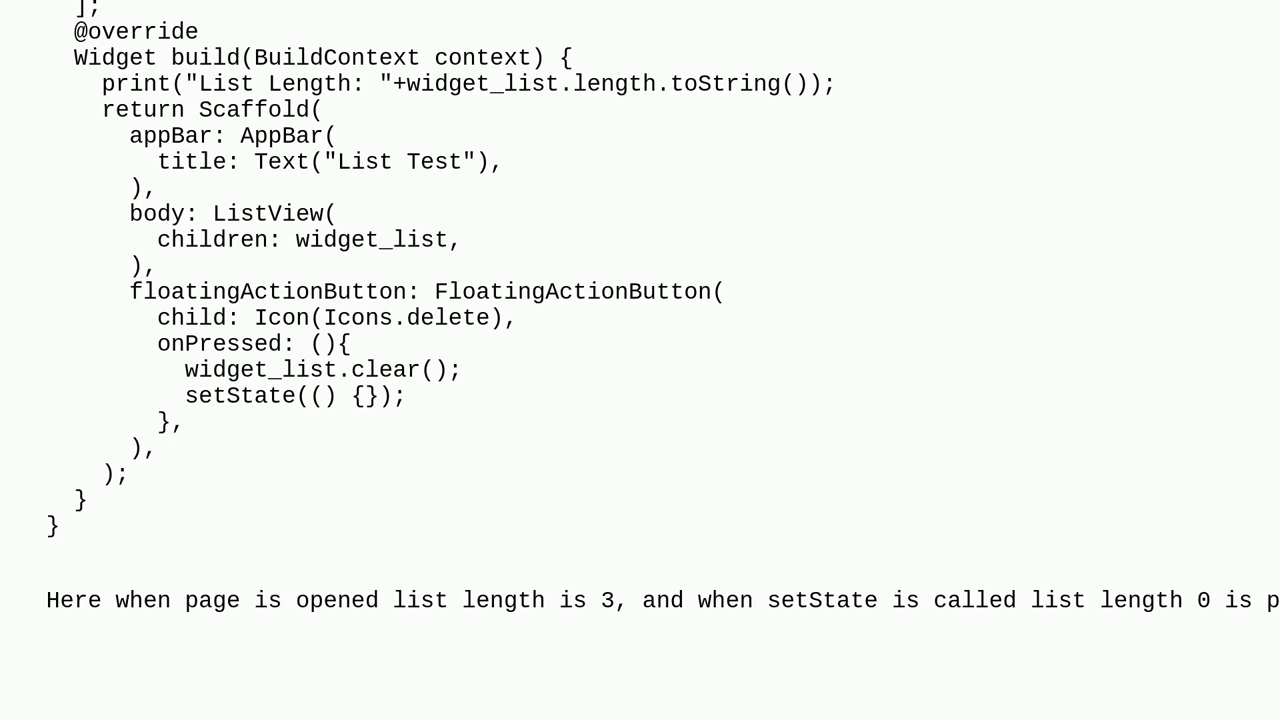 ];
@override
Widget build(BuildContext context) {
print("List Length: "+widget_list.length.toString());
return Scaffold(
appBar: AppBar(
title: Text("List Test"),
),
body: ListView(
children: widget_list,
),
floatingActionButton: FloatingActionButton(
child: Icon(Icons.delete),
onPressed: (){
widget_list.clear();
setState(() {});
},
),
);
}
}
Here when page is opened list length is 3, and when setState is called list length 0 is